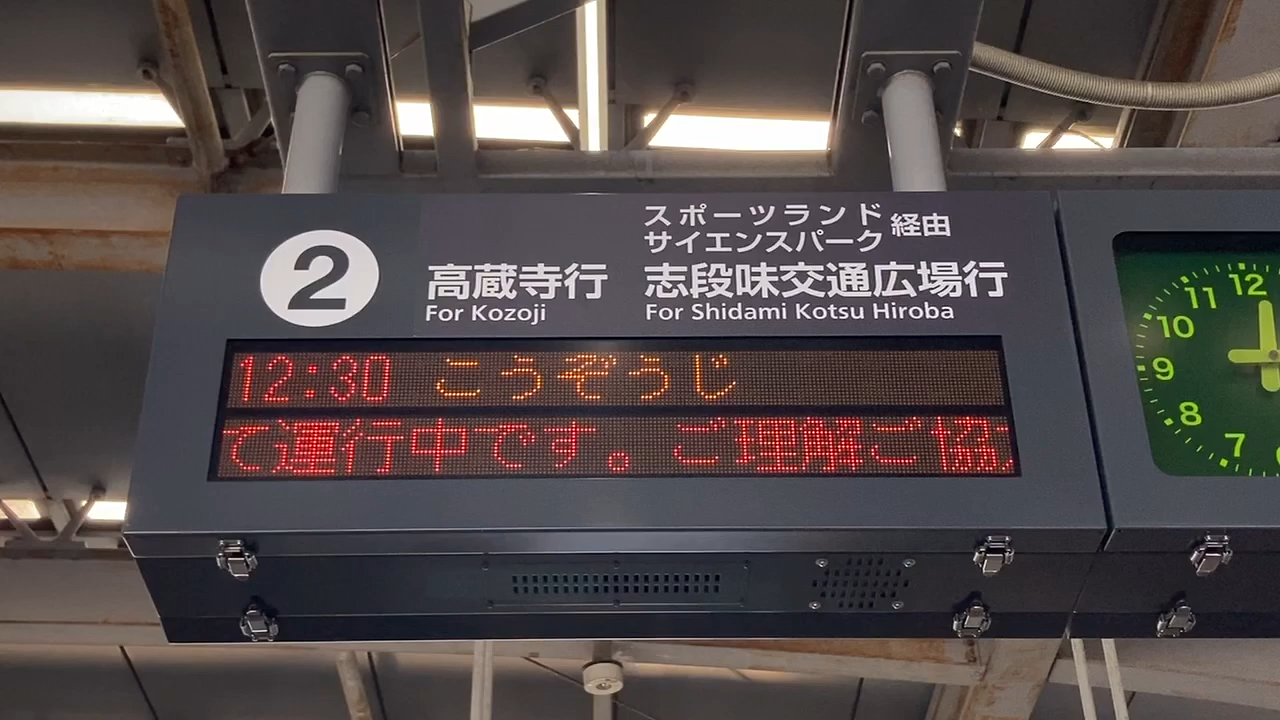 2
高蔵寺行
For Kozoji
スポーツランド
サイエンスパーク 経由
志段味交通広場行
For Shidami Kotsu Hiroba
12:30 こうぞうじ
て運行中です。ご理解ご協
12
11
10
9
8
7